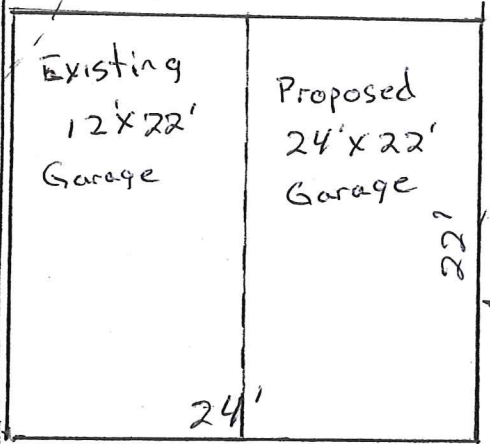 Existing
12'x22'
Garage
Proposed
24'x22'
Garage
22'
24'